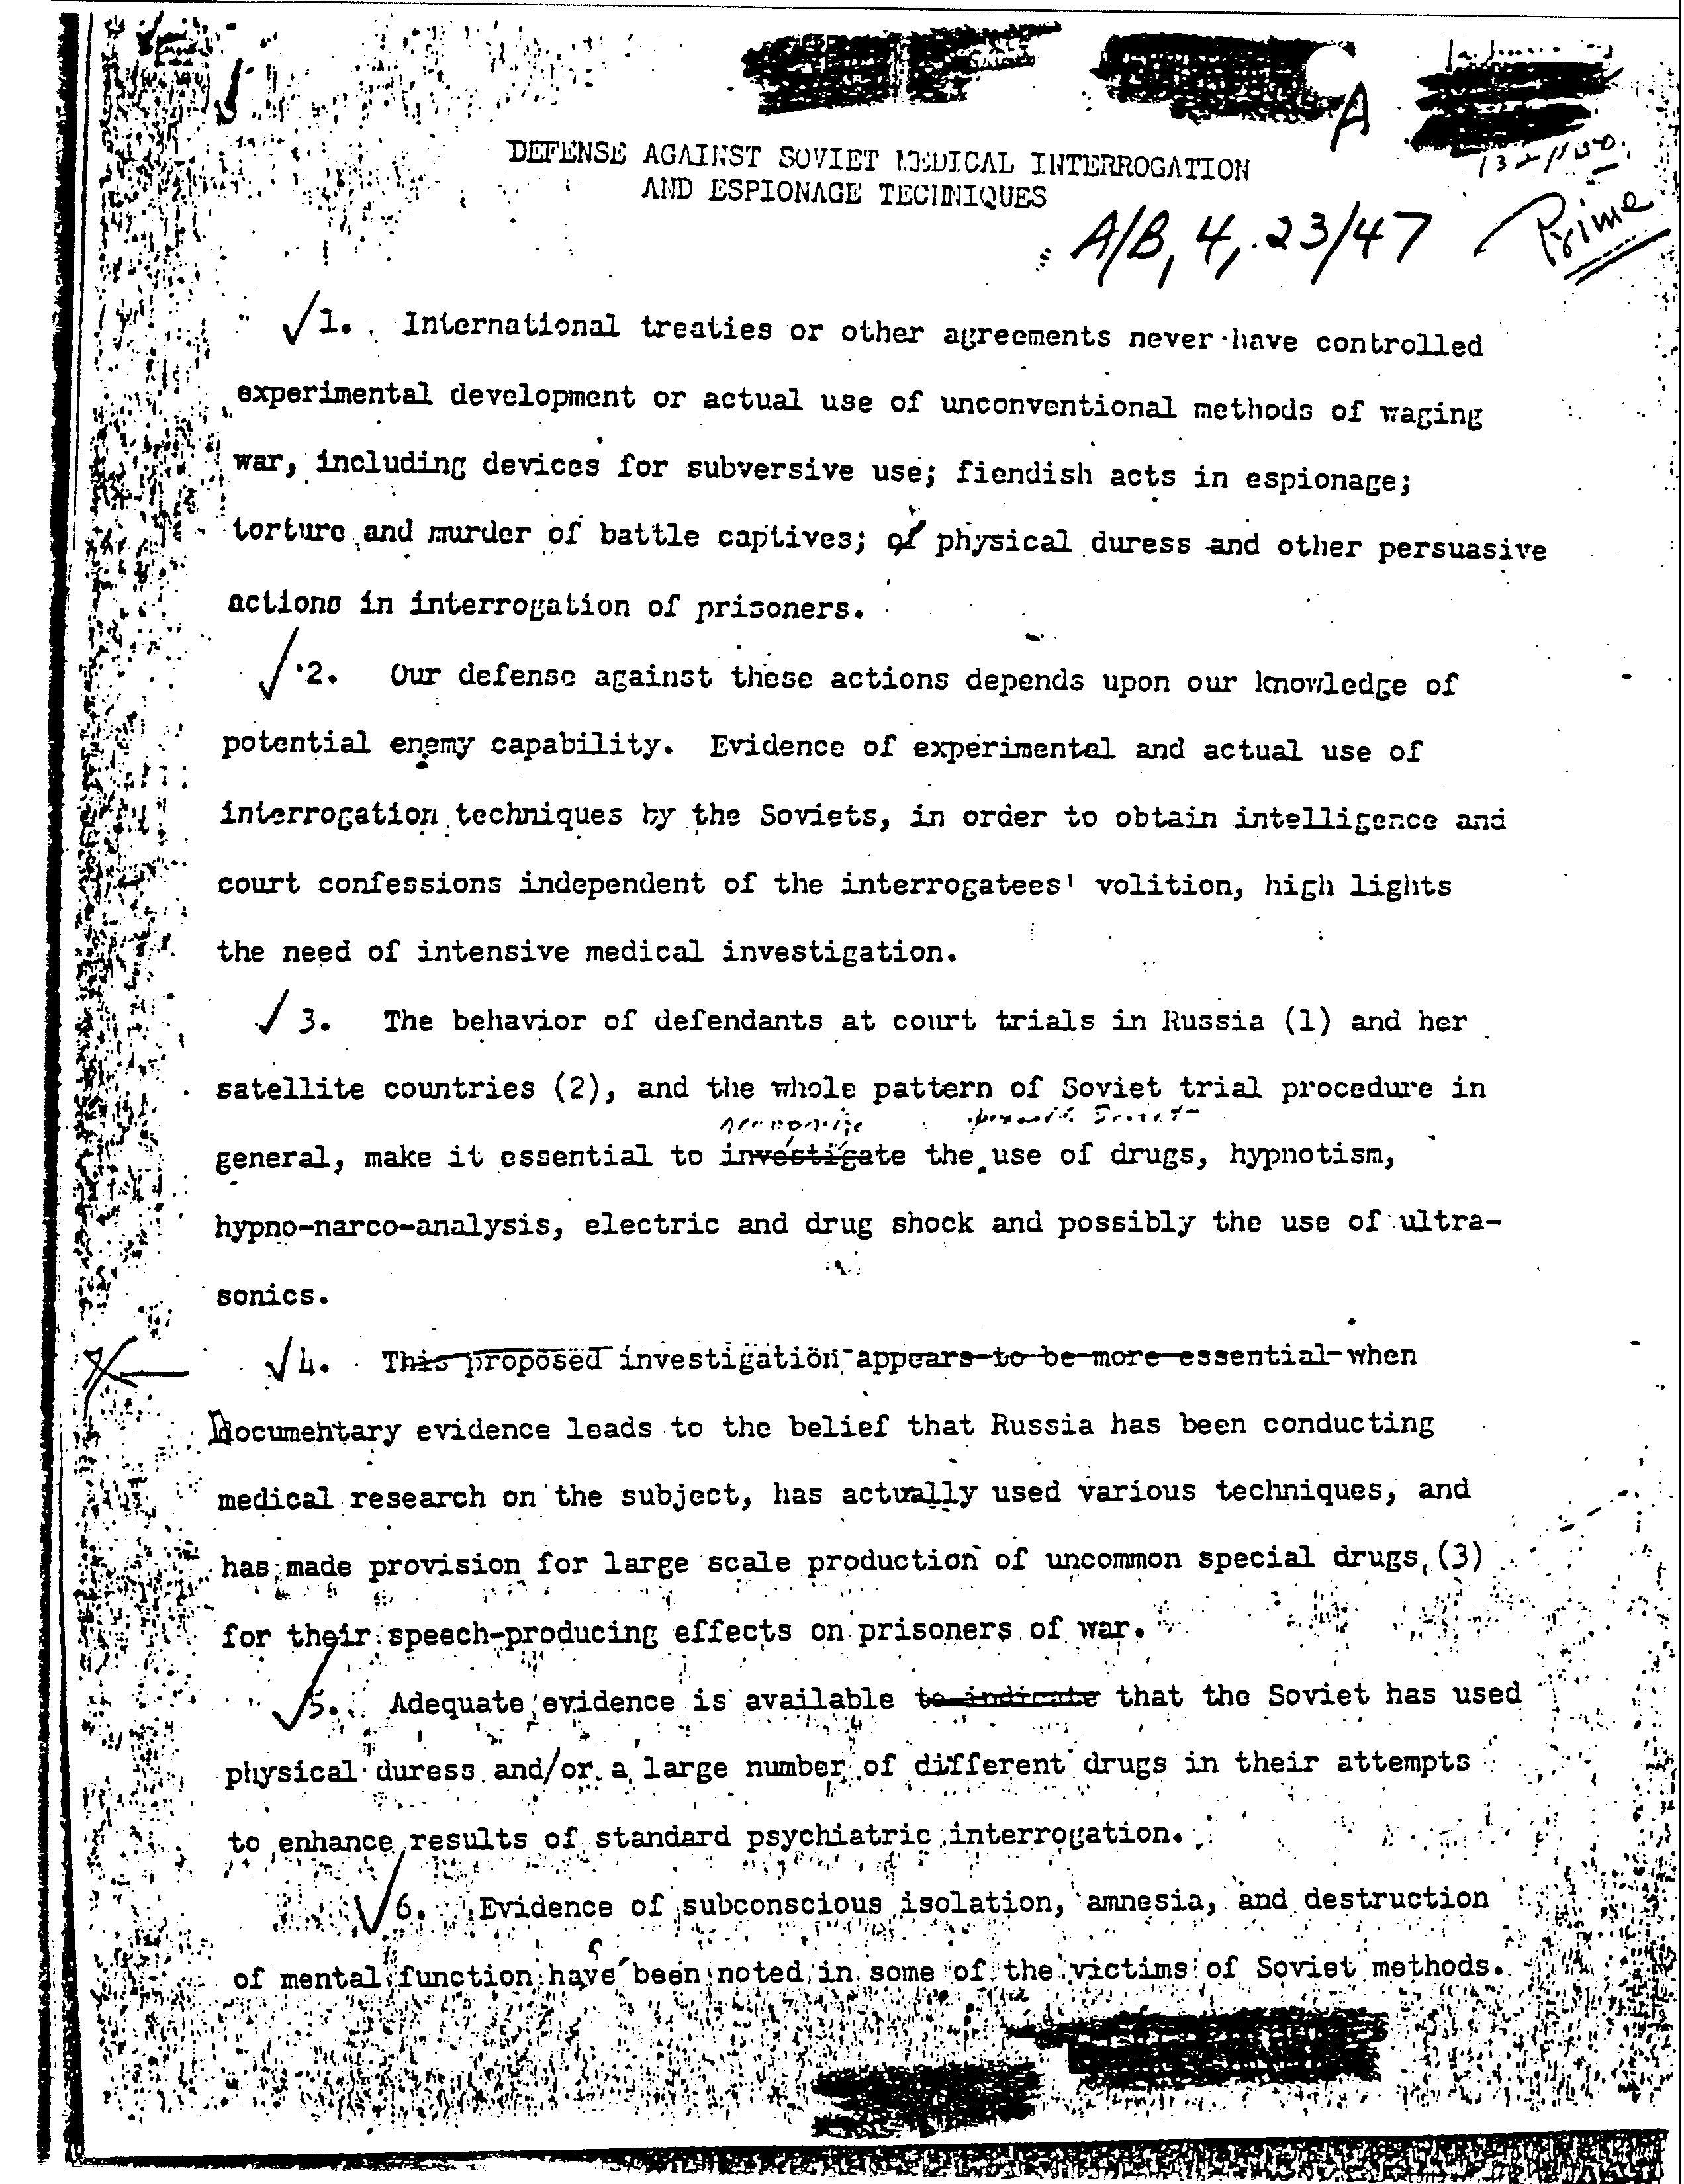 A
DEFENSE AGAINST SOVIET MEDICAL INTERROGATION
AND ESPIONAGE TECHNIQUES
A/B, 4, 23/47 Prime
√1. International treaties or other agreements never have controlled
experimental development or actual use of unconventional methods of waging
war, including devices for subversive use; fiendish acts in espionage;
torture and murder of battle captives; of physical duress and other persuasive
actions in interrogation of prisoners.
√2. Our defense against these actions depends upon our knowledge of
potential enemy capability. Evidence of experimental and actual use of
interrogation techniques by the Soviets, in order to obtain intelligence and
court confessions independent of the interrogatees' volition, high lights
the need of intensive medical investigation.
√3. The behavior of defendants at court trials in Russia (1) and her
satellite countries (2), and the whole pattern of Soviet trial procedure in
general, make it essential to investigate the use of drugs, hypnotism,
hypno-narco-analysis, electric and drug shock and possibly the use of ultra-
sonics.
√4. This proposed investigation appears to be more essential when
Documentary evidence leads to the belief that Russia has been conducting
medical research on the subject, has actually used various techniques, and
has made provision for large scale production of uncommon special drugs, (3)
for their speech-producing effects on prisoners of war.
√5. Adequate evidence is available to indicate that the Soviet has used
physical duress and/or a large number of different drugs in their attempts
to enhance results of standard psychiatric interrogation.
√6. Evidence of subconscious isolation, amnesia, and destruction
of mental function have been noted in some of the victims of Soviet methods.